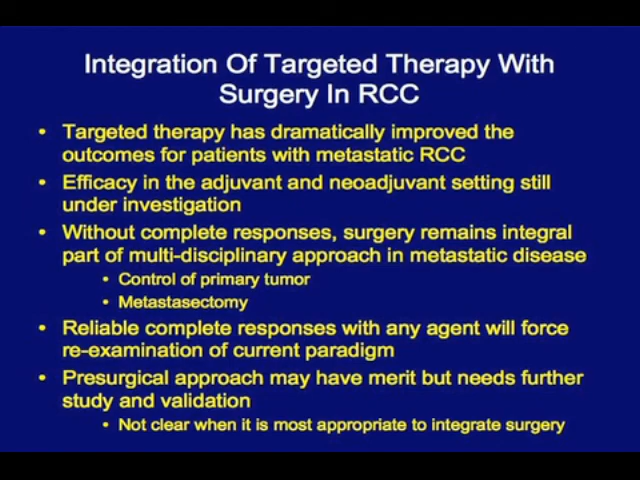 Integration Of Targeted Therapy With
Surgery In RCC
• Targeted therapy has dramatically improved the
outcomes for patients with metastatic RCC
• Efficacy in the adjuvant and neoadjuvant setting still
under investigation
• Without complete responses, surgery remains integral
part of multi-disciplinary approach in metastatic disease
• Control of primary tumor
• Metastasectomy
• Reliable complete responses with any agent will force
re-examination of current paradigm
• Presurgical approach may have merit but needs further
study and validation
• Not clear when it is most appropriate to integrate surgery